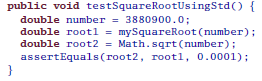 public void testSquareRootUsingStd() {
  double number = 3880900.0;
  double root1 = mySquareRoot(number);
  double root2 = Math.sqrt(number);
  assertEquals(root2, root1, 0.0001);
}